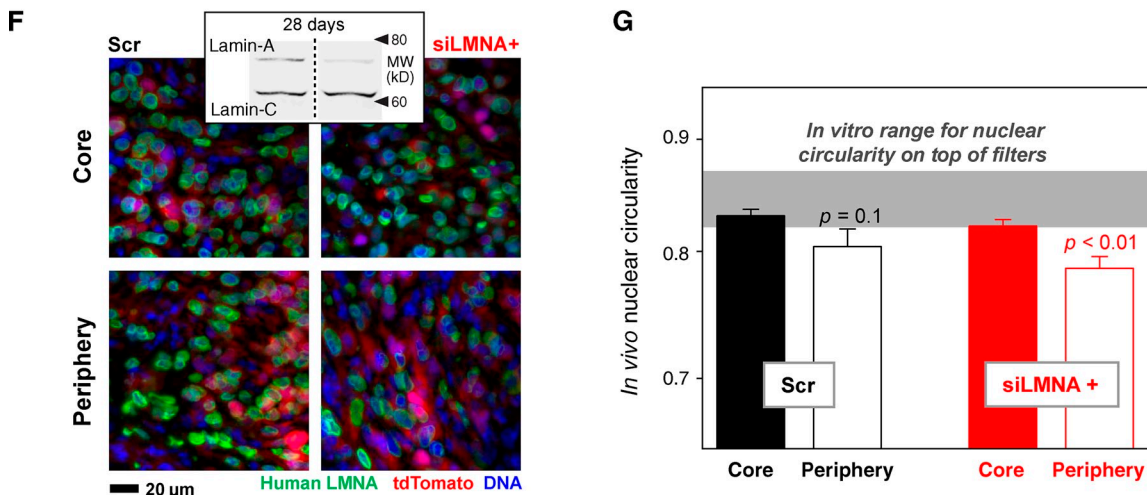 F
Scr
28 days
siLMNA+
Lamin-A
80
MW
(kD)
60
Lamin-C
Core
Periphery
20 µm
Human LMNA tdTomato DNA
G
In vivo nuclear circularity
0.9
0.8
0.7
In vitro range for nuclear
circularity on top of filters
p = 0.1
p < 0.01
Scr
siLMNA +
Core Periphery Core Periphery